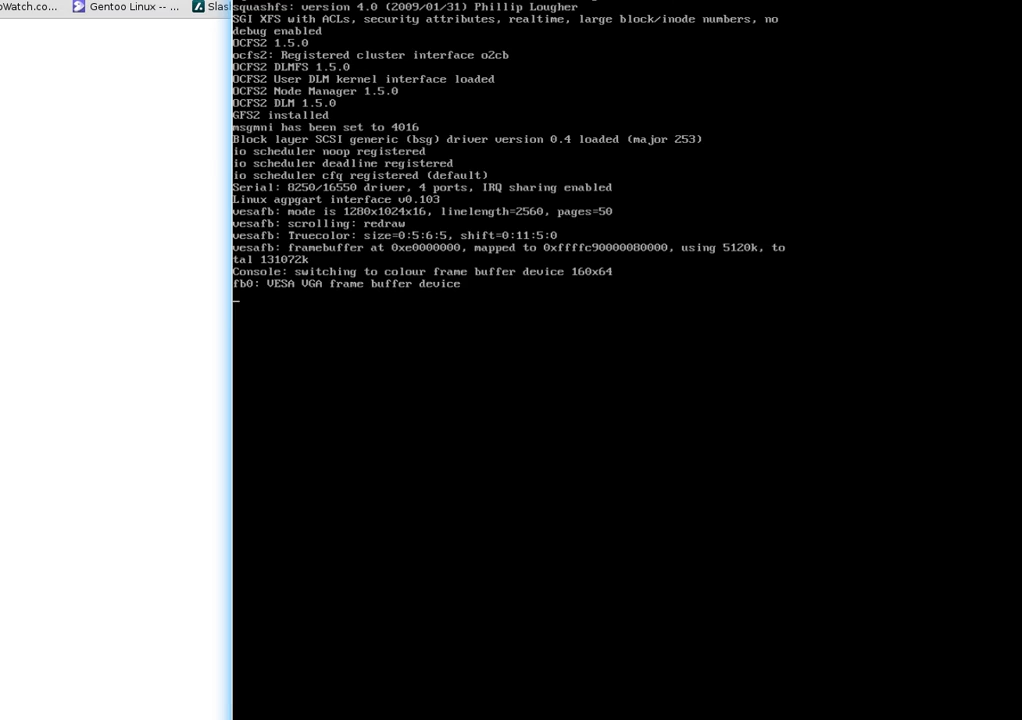 oWatch.co... Gentoo Linux -- ... Slas
squashfs: version 4.0 (2009/01/31) Phillip Lougher
SGI XFS with ACLs, security attributes, realtime, large block/inode numbers, no
debug enabled
OCFS2 1.5.0
ocfs2: Registered cluster interface o2cb
OCFS2 DLMFS 1.5.0
OCFS2 User DLM kernel interface loaded
OCFS2 Node Manager 1.5.0
OCFS2 DLM 1.5.0
GFS2 installed
msgmni has been set to 4016
Block layer SCSI generic (bsg) driver version 0.4 loaded (major 253)
io scheduler noop registered
io scheduler deadline registered
io scheduler cfq registered (default)
Serial: 8250/16550 driver, 4 ports, IRQ sharing enabled
Linux agpgart interface v0.103
vesafb: mode is 1280x1024x16, linelength=2560, pages=50
vesafb: scrolling: redraw
vesafb: Truecolor: size=0:5:6:5, shift=0:11:5:0
vesafb: framebuffer at 0xe0000000, mapped to 0xffffc90000080000, using 5120k, to
tal 131072k
Console: switching to colour frame buffer device 160x64
fb0: VESA VGA frame buffer device
_